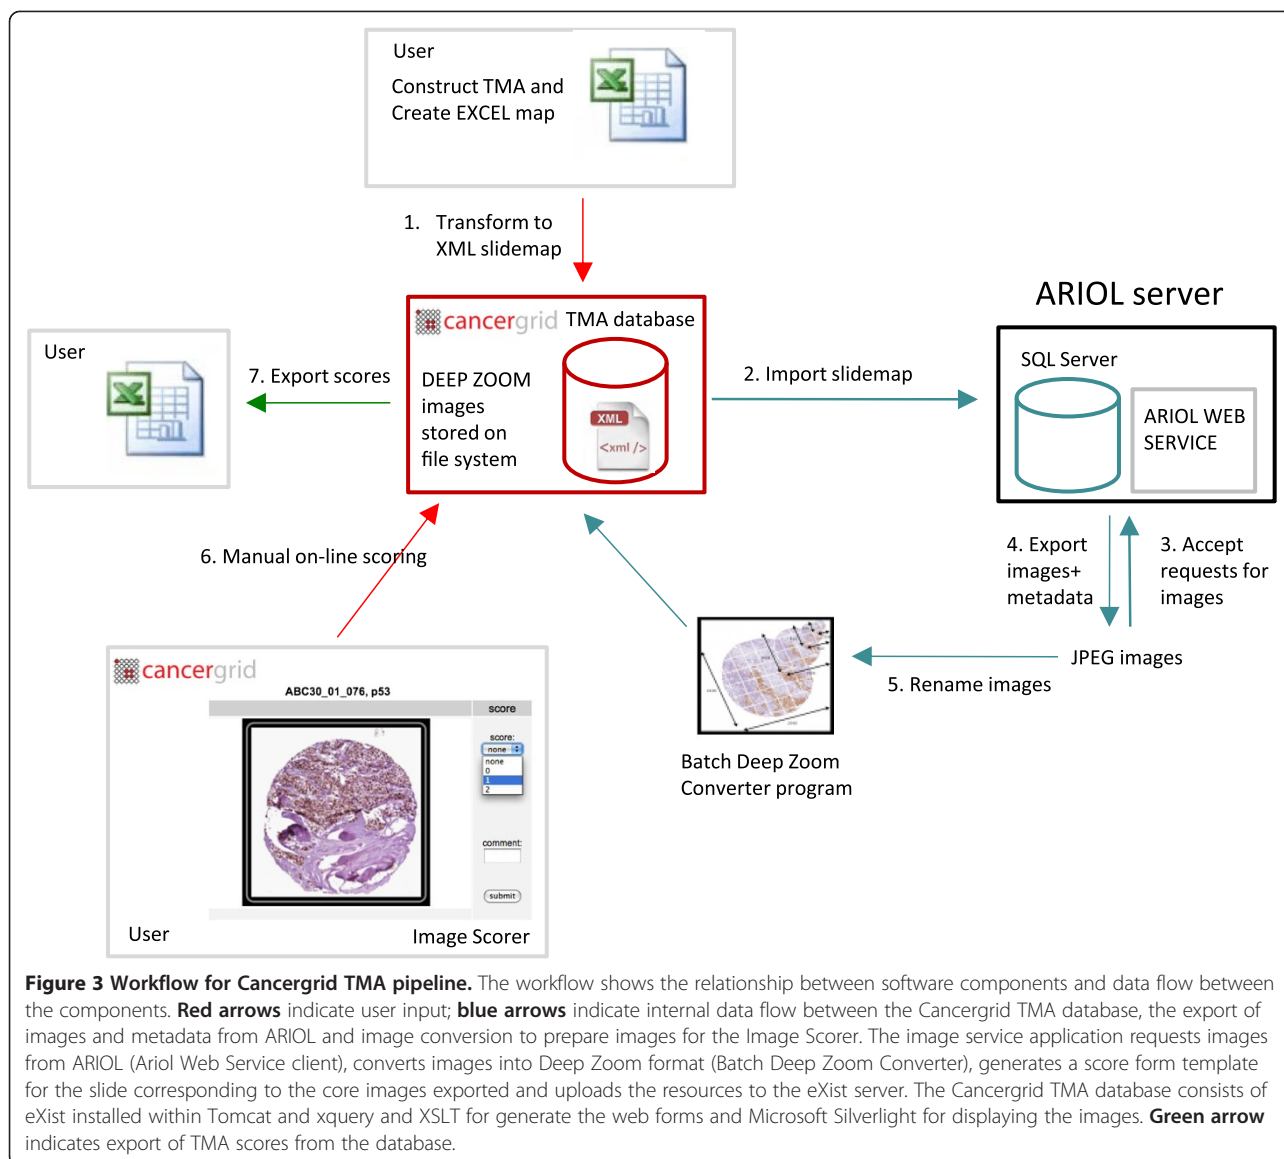 User
Construct TMA and
Create EXCEL map
1. Transform to
XML slidemap
ARIOL server
cancergrid TMA database
DEEP ZOOM
images
stored on
file system
XML
<xml />
User
7. Export scores
2. Import slidemap
SQL Server
ARIOL WEB
SERVICE
6. Manual on-line scoring
4. Export
images+
metadata
3. Accept
requests for
images
JPEG images
5. Rename images
Batch Deep Zoom
Converter program
cancergrid
ABC30_01_076, p53
score
score:
none
none
0
1
2
comment:
submit
User
Image Scorer
Figure 3 Workflow for Cancergrid TMA pipeline. The workflow shows the relationship between software components and data flow between
the components. Red arrows indicate user input; blue arrows indicate internal data flow between the Cancergrid TMA database, the export of
images and metadata from ARIOL and image conversion to prepare images for the Image Scorer. The image service application requests images
from ARIOL (Ariol Web Service client), converts images into Deep Zoom format (Batch Deep Zoom Converter), generates a score form template
for the slide corresponding to the core images exported and uploads the resources to the eXist server. The Cancergrid TMA database consists of
eXist installed within Tomcat and xquery and XSLT for generate the web forms and Microsoft Silverlight for displaying the images. Green arrow
indicates export of TMA scores from the database.